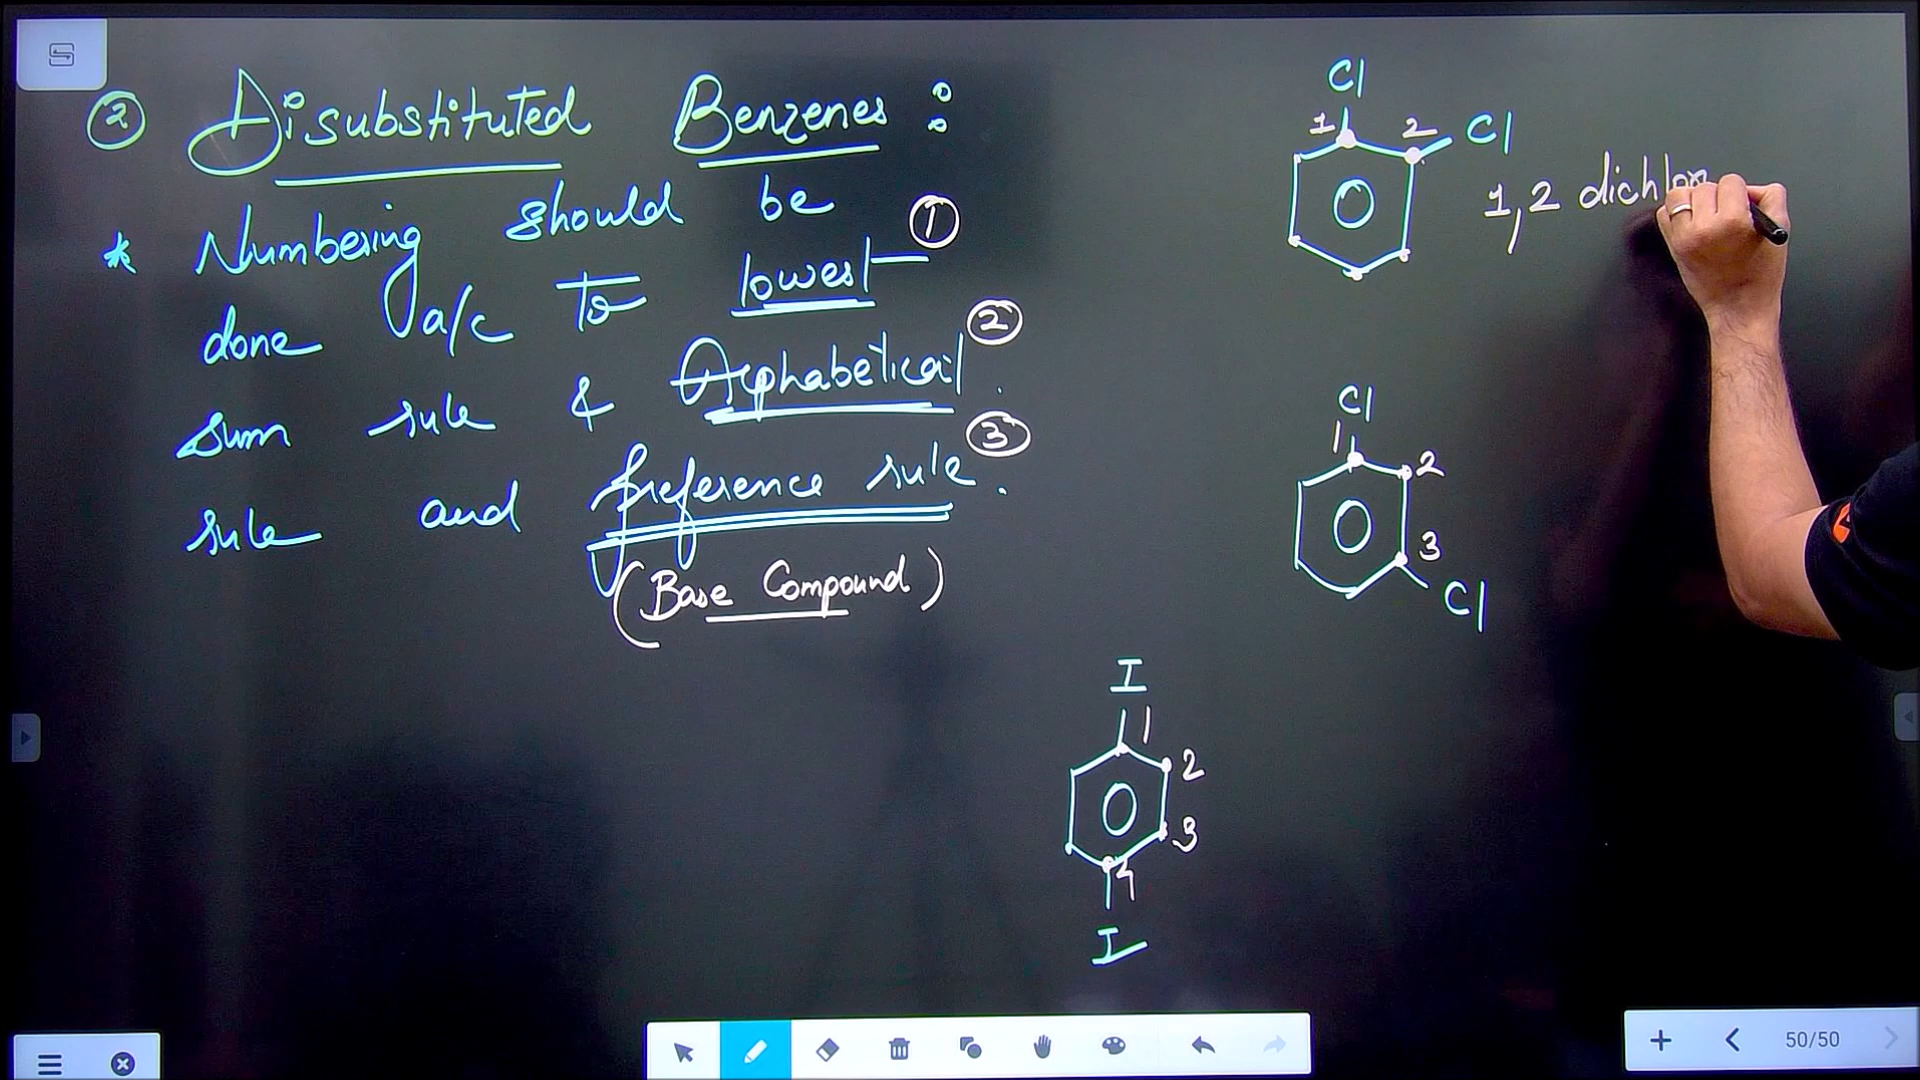 ② Disubstituted Benzenes :
* Numbering should be
done a/c to lowest ①
sum rule & Alphabetical ②
rule and preference rule. ③
(Base Compound)
Cl
1 2 Cl
1,2 dichlor
Cl
1
2
3
Cl
I
1
2
3
4
I
50/50